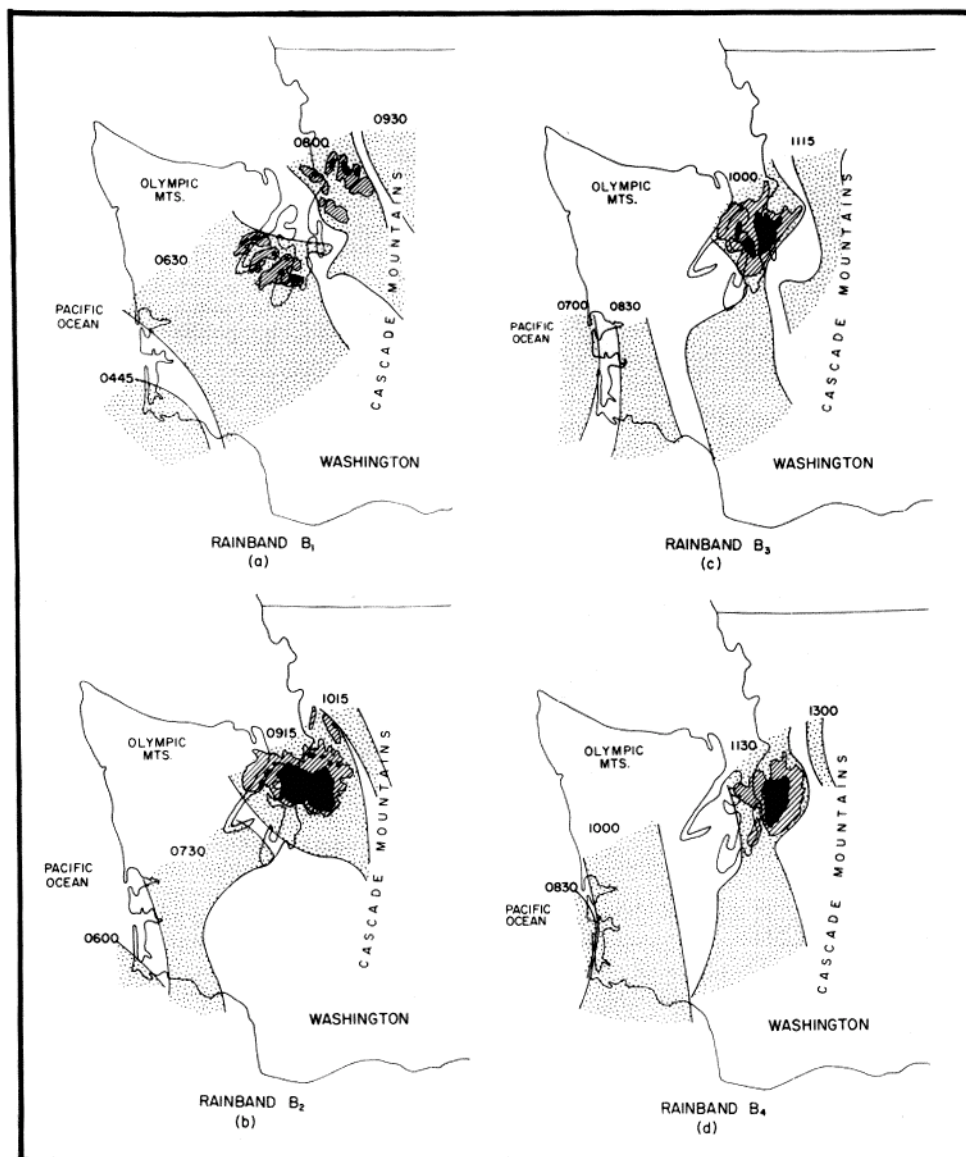 0930
0800
OLYMPIC
MTS.
0630
PACIFIC
OCEAN
0445
CASCADE MOUNTAINS
WASHINGTON
RAINBAND B₁
(a)
1115
1000
OLYMPIC
MTS.
0700
0830
PACIFIC
OCEAN
CASCADE MOUNTAINS
WASHINGTON
RAINBAND B₃
(c)
1015
0915
OLYMPIC
MTS.
0730
PACIFIC
OCEAN
0600
CASCADE MOUNTAINS
WASHINGTON
RAINBAND B₂
(b)
1300
1130
OLYMPIC
MTS.
1000
0830
PACIFIC
OCEAN
CASCADE MOUNTAINS
WASHINGTON
RAINBAND B₄
(d)